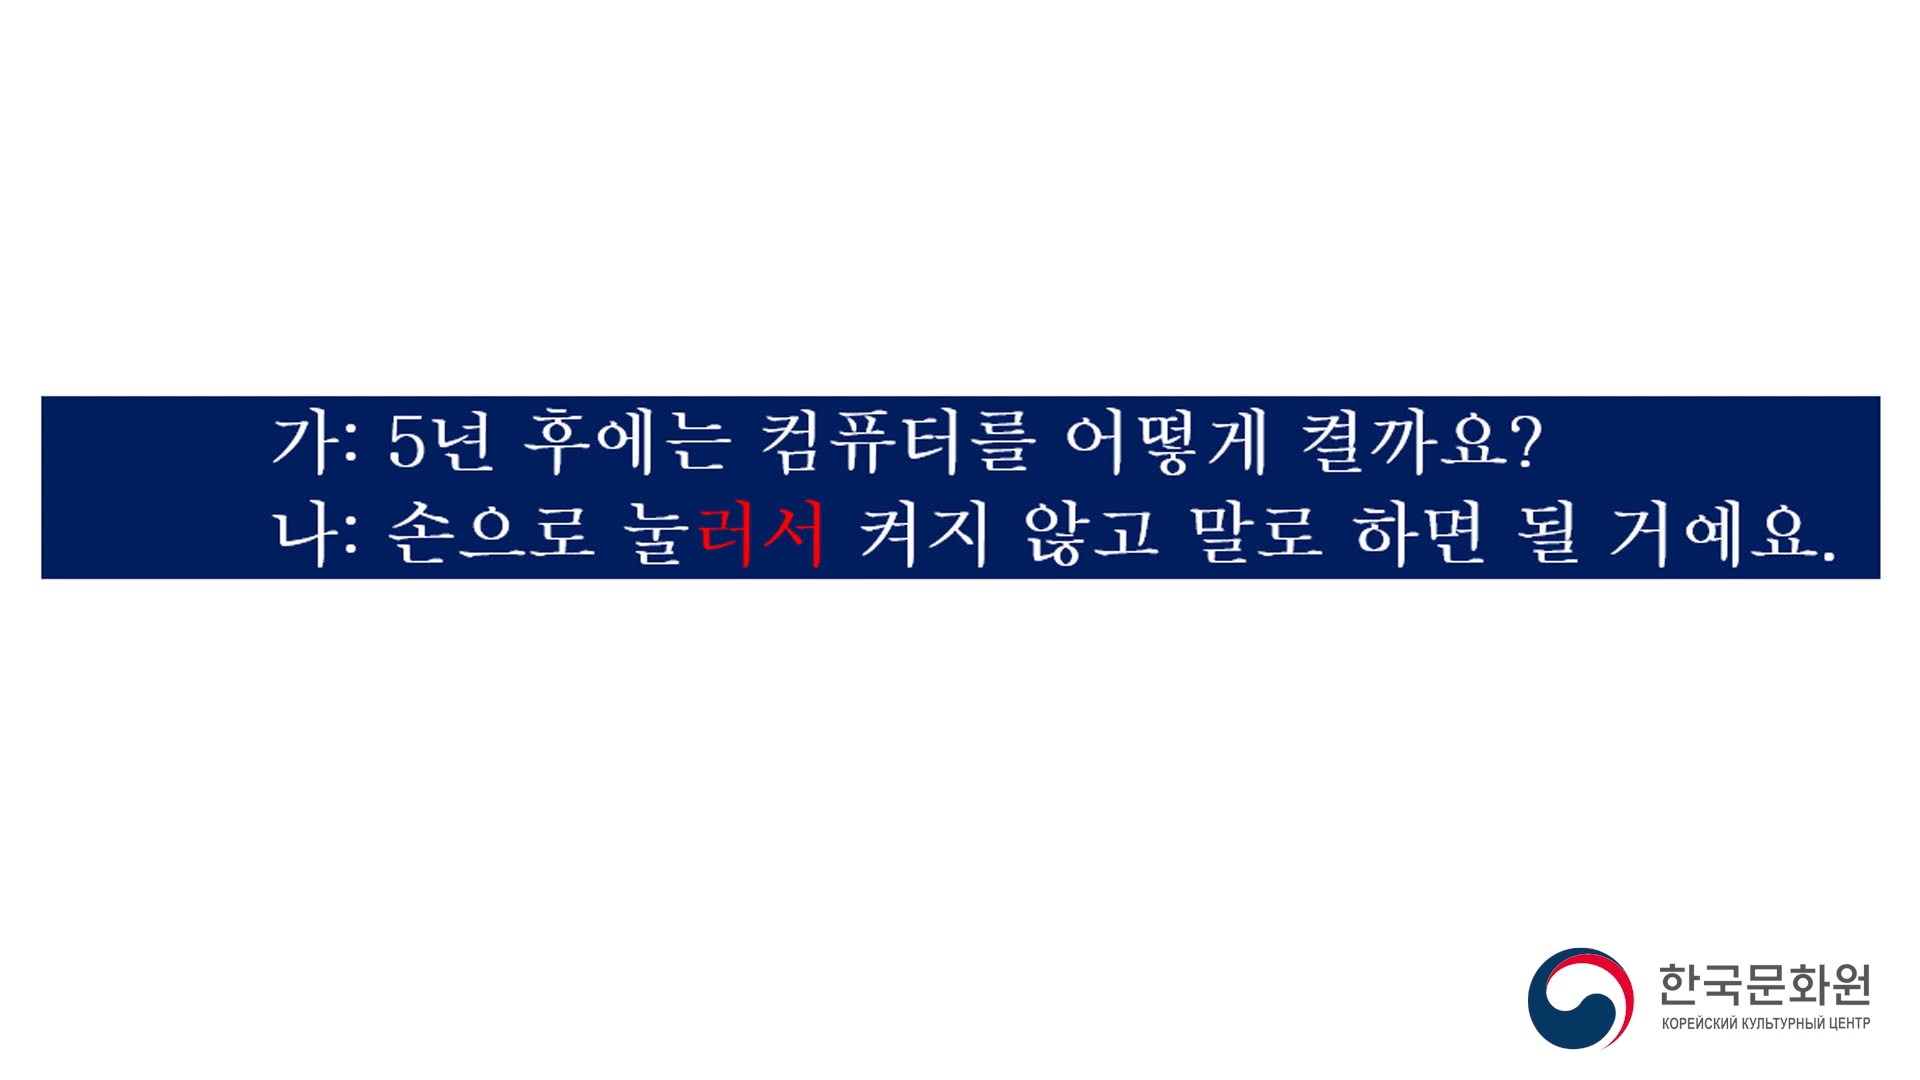 가: 5년 후에는 컴퓨터를 어떻게 켤까요?
나: 손으로 눌러서 켜지 않고 말로 하면 될 거예요.
한국문화원
КОРЕЙСКИЙ КУЛЬТУРНЫЙ ЦЕНТР